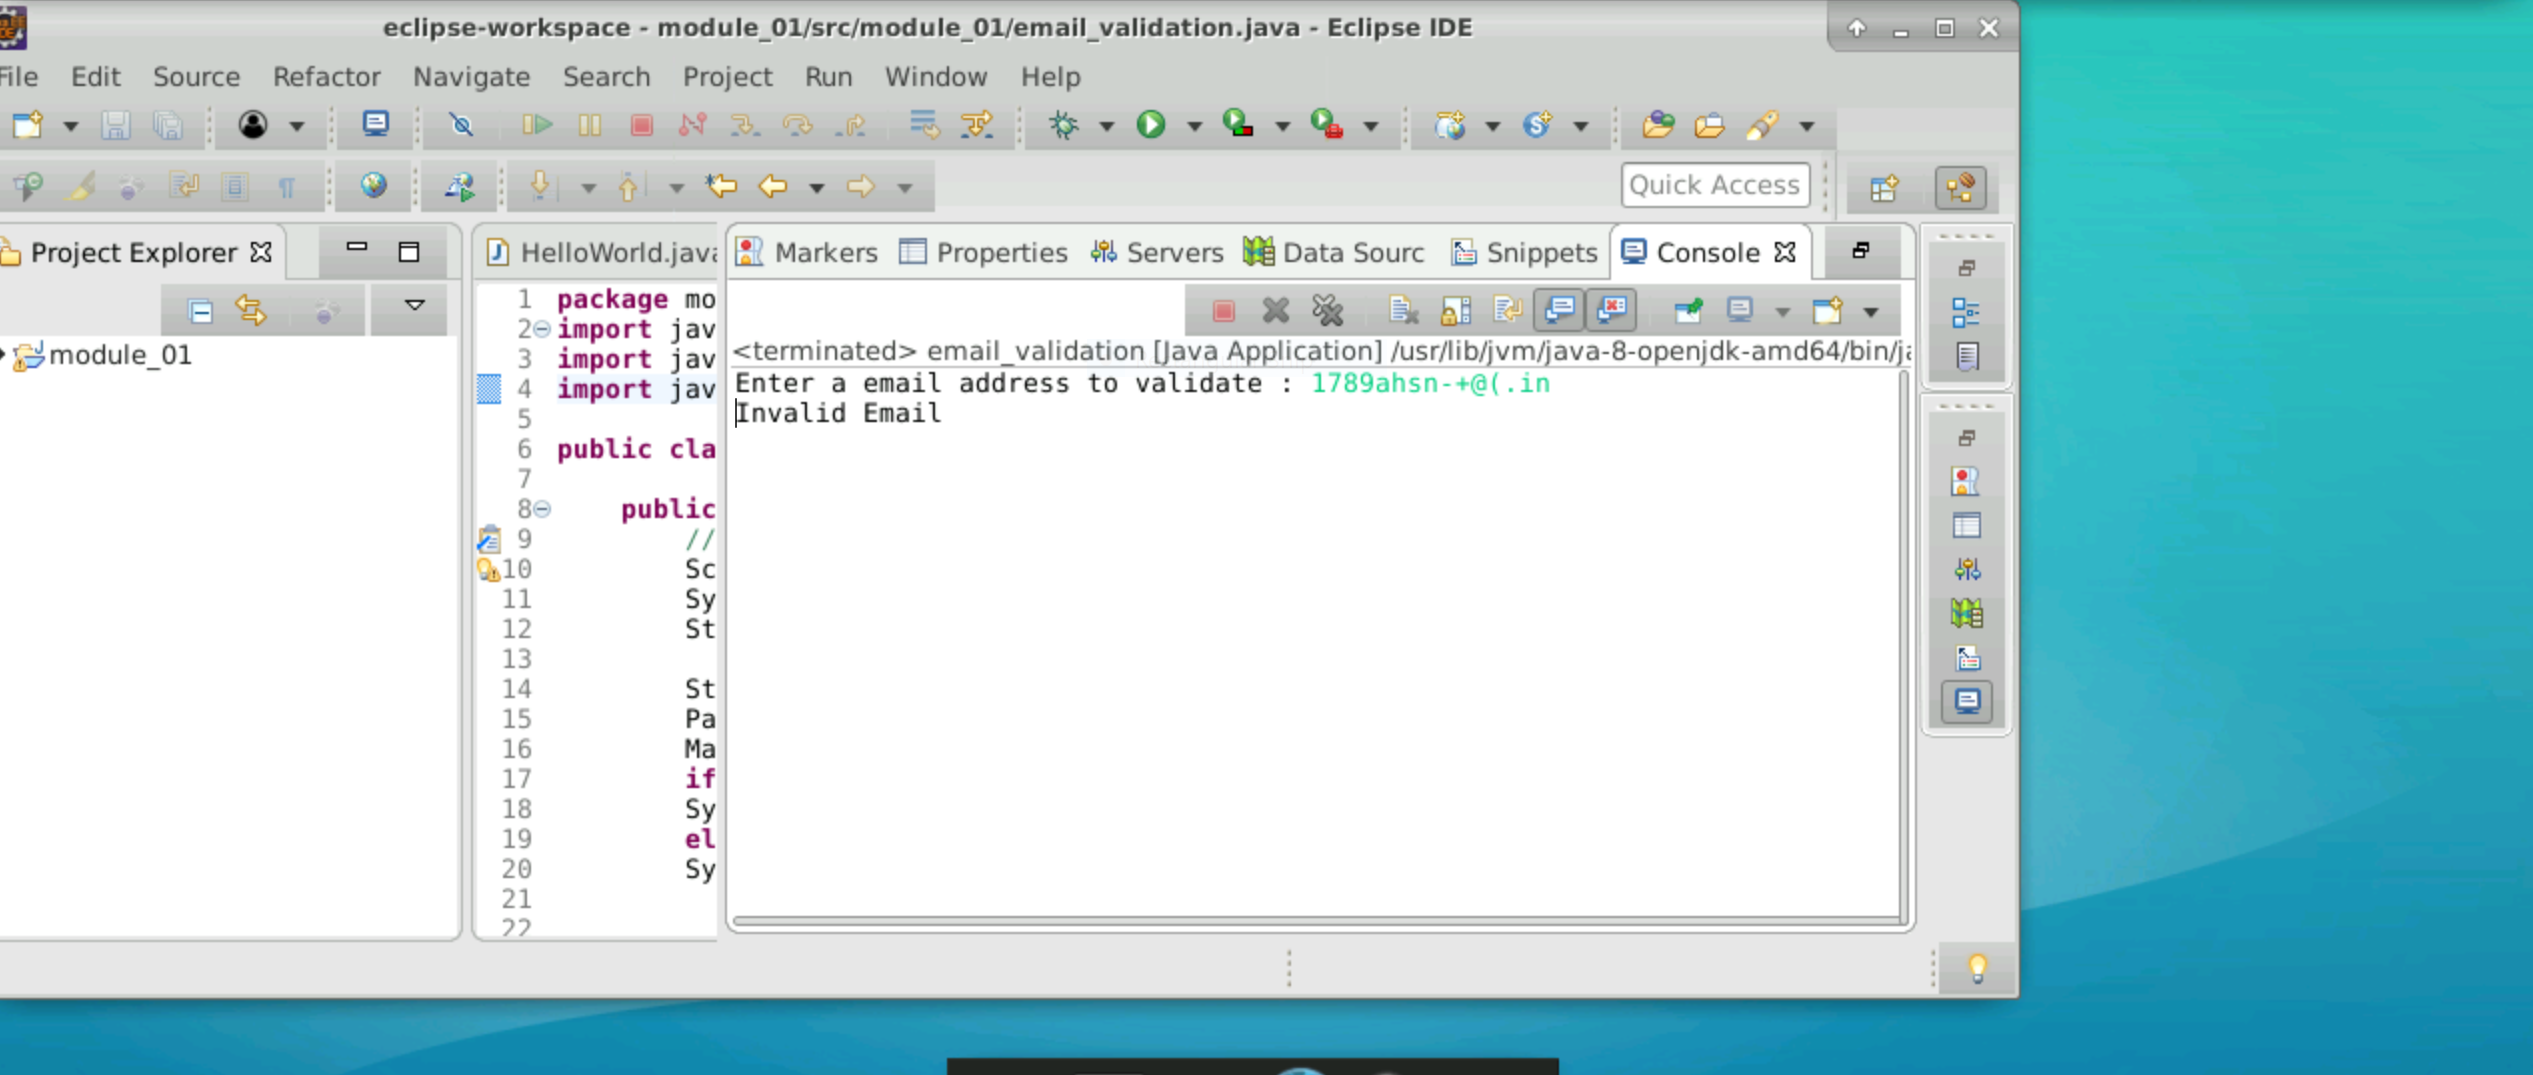 eclipse-workspace - module_01/src/module_01/email_validation.java - Eclipse IDE
File Edit Source Refactor Navigate Search Project Run Window Help
Quick Access
Project Explorer
module_01
HelloWorld.java
1 package mo
2 import jav
3 import jav
4 import jav
5
6 public cla
7
8 public
9 //
10 Sc
11 Sy
12 St
13
14 St
15 Pa
16 Ma
17 if
18 Sy
19 el
20 Sy
21
22
Markers Properties Servers Data Sourc Snippets Console
<terminated> email_validation [Java Application] /usr/lib/jvm/java-8-openjdk-amd64/bin/ja
Enter a email address to validate : 1789ahsn-+@(.in
Invalid Email